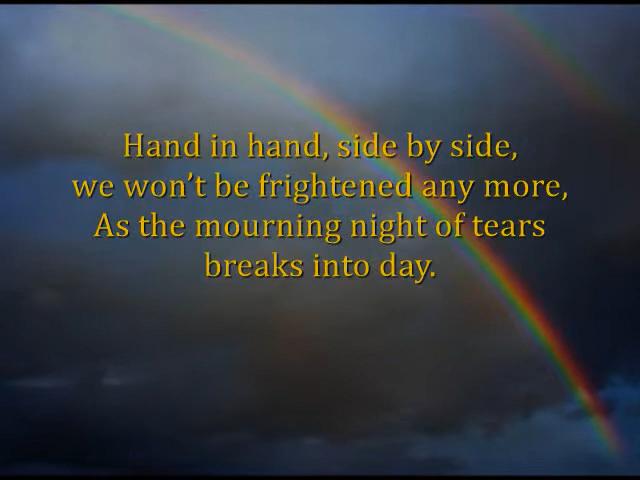 Hand in hand, side by side,
we won’t be frightened any more,
As the mourning night of tears
breaks into day.